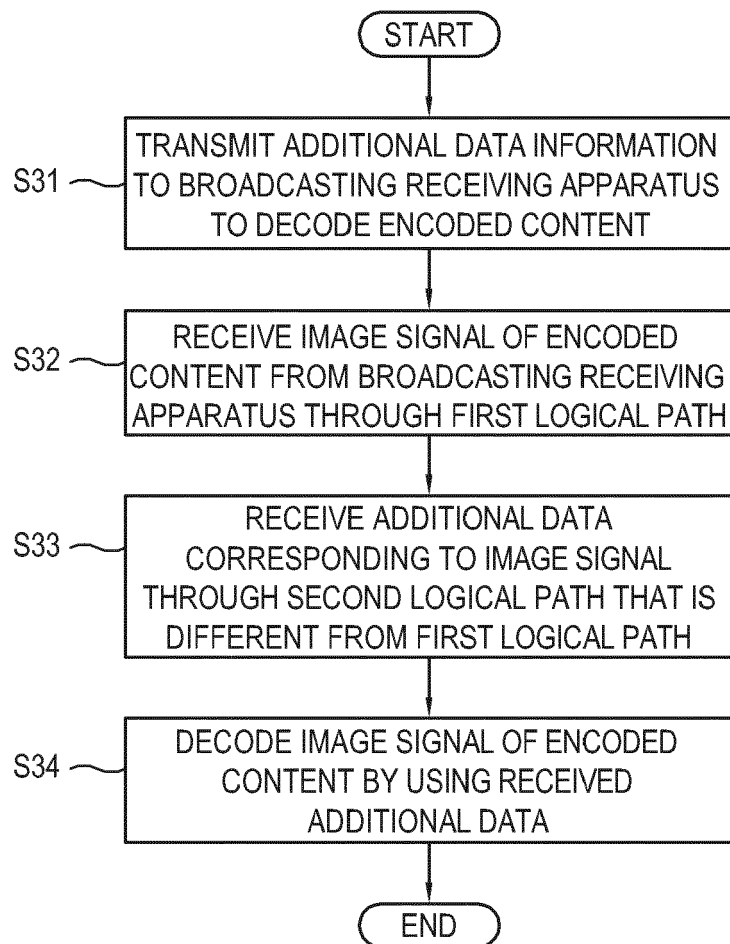 START
S31
TRANSMIT ADDITIONAL DATA INFORMATION
TO BROADCASTING RECEIVING APPARATUS
TO DECODE ENCODED CONTENT
S32
RECEIVE IMAGE SIGNAL OF ENCODED
CONTENT FROM BROADCASTING RECEIVING
APPARATUS THROUGH FIRST LOGICAL PATH
S33
RECEIVE ADDITIONAL DATA
CORRESPONDING TO IMAGE SIGNAL
THROUGH SECOND LOGICAL PATH THAT IS
DIFFERENT FROM FIRST LOGICAL PATH
S34
DECODE IMAGE SIGNAL OF ENCODED
CONTENT BY USING RECEIVED
ADDITIONAL DATA
END